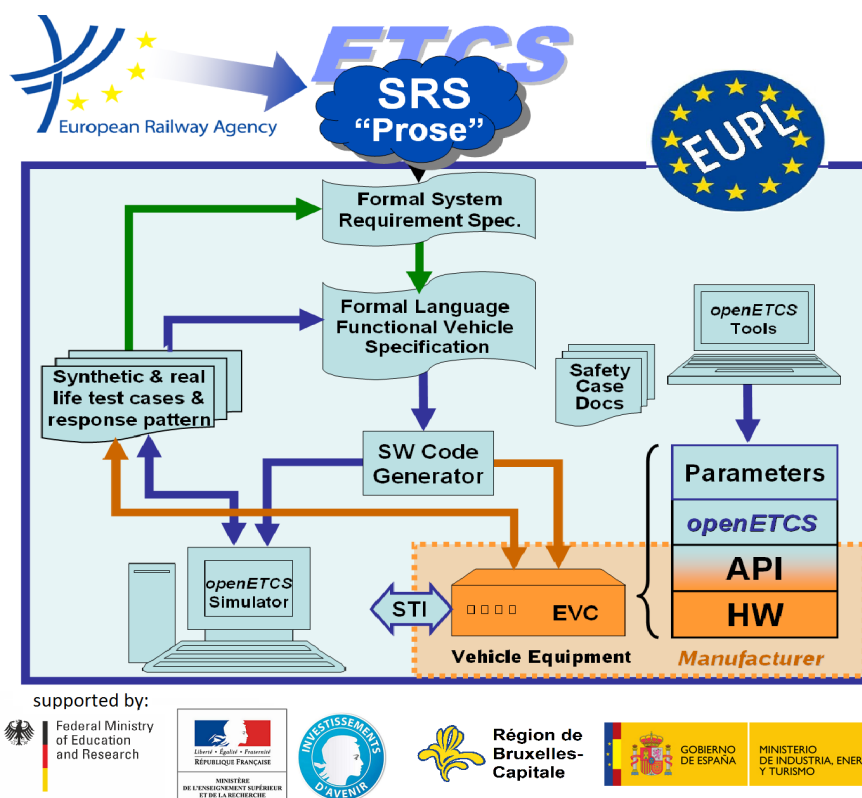 ETCS
SRS
“Prose”
European Railway Agency
EUPL
Formal System
Requirement Spec.
Formal Language
Functional Vehicle
Specification
openETCS
Tools
Synthetic & real
life test cases &
response pattern
Safety
Case
Docs
SW Code
Generator
Parameters
openETCS
API
HW
openETCS
Simulator
STI
EVC
Vehicle Equipment
Manufacturer
supported by:
Federal Ministry
of Education
and Research
Liberté • Égalité • Fraternité
RÉPUBLIQUE FRANÇAISE
MINISTÈRE
DE L'ENSEIGNEMENT SUPÉRIEUR
ET DE LA RECHERCHE
INVESTISSEMENTS
D'AVENIR
Région de
Bruxelles-
Capitale
GOBIERNO
DE ESPAÑA
MINISTERIO
DE INDUSTRIA, ENER
Y TURISMO